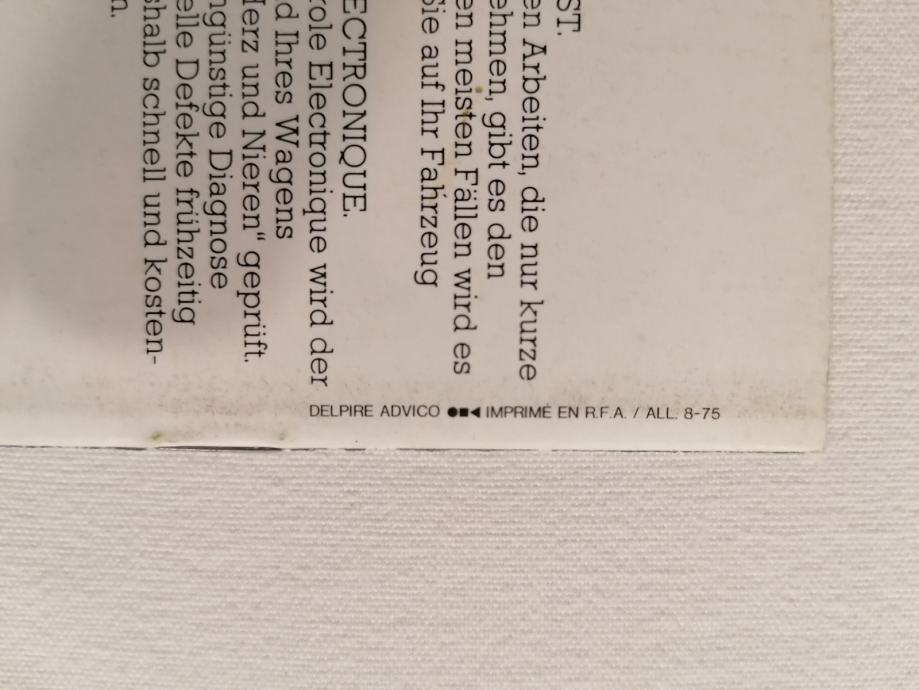 ST.
en Arbeiten, die nur kurze
ehmen, gibt es den
en meisten Fällen wird es
Sie auf Ihr Fahrzeug
ECTRONIQUE.
role Electronique wird der
d Ihres Wagens
Herz und Nieren“ geprüft.
ngünstige Diagnose
elle Defekte frühzeitig
shalb schnell und kosten-
n.
DELPIRE ADVICO ●■◀ IMPRIMÉ EN R.F.A. / ALL. 8-75